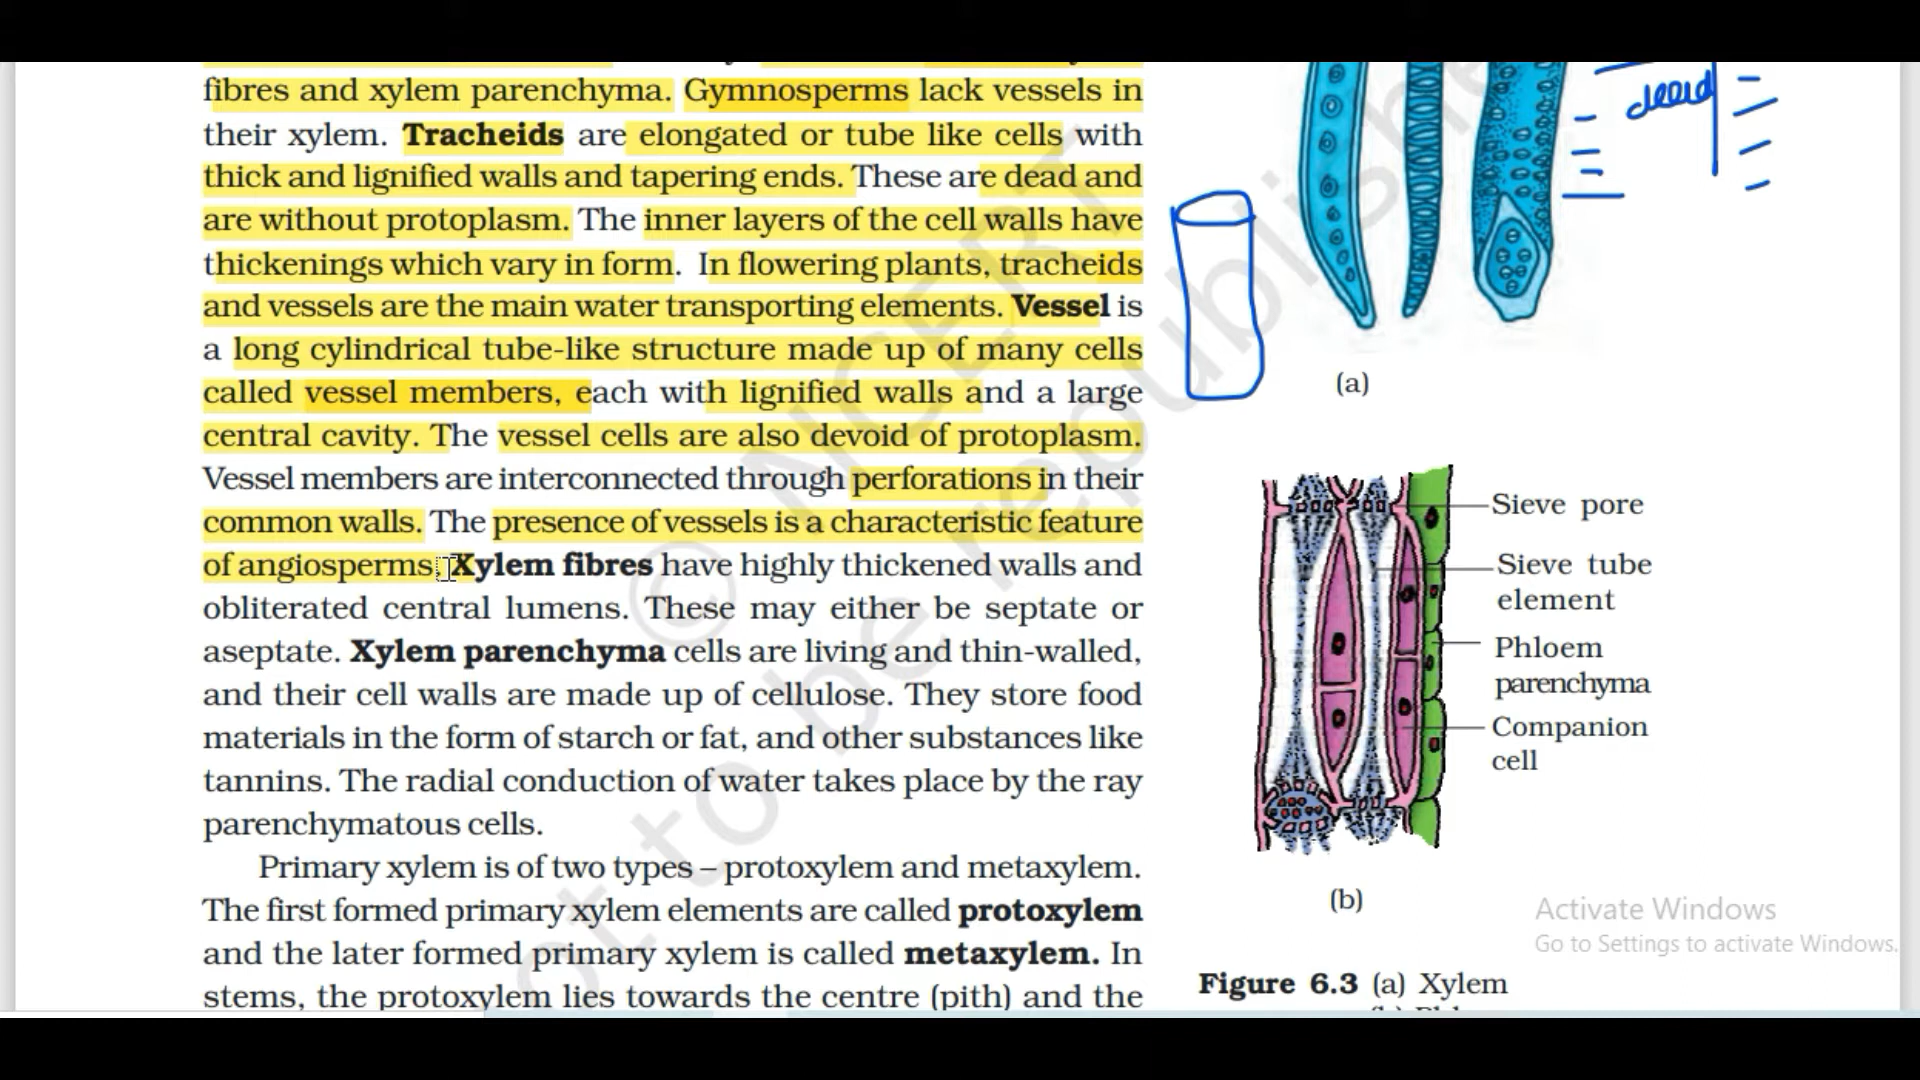 fibres and xylem parenchyma. Gymnosperms lack vessels in
their xylem. Tracheids are elongated or tube like cells with
thick and lignified walls and tapering ends. These are dead and
are without protoplasm. The inner layers of the cell walls have
thickenings which vary in form. In flowering plants, tracheids
and vessels are the main water transporting elements. Vessel is
a long cylindrical tube-like structure made up of many cells
called vessel members, each with lignified walls and a large
central cavity. The vessel cells are also devoid of protoplasm.
Vessel members are interconnected through perforations in their
common walls. The presence of vessels is a characteristic feature
of angiosperms. Xylem fibres have highly thickened walls and
obliterated central lumens. These may either be septate or
aseptate. Xylem parenchyma cells are living and thin-walled,
and their cell walls are made up of cellulose. They store food
materials in the form of starch or fat, and other substances like
tannins. The radial conduction of water takes place by the ray
parenchymatous cells.
Primary xylem is of two types – protoxylem and metaxylem.
The first formed primary xylem elements are called protoxylem
and the later formed primary xylem is called metaxylem. In
stems, the protoxylem lies towards the centre (pith) and the
dead
(a)
Sieve pore
Sieve tube
element
Phloem
parenchyma
Companion
cell
(b)
Figure 6.3 (a) Xylem
© NCERT
not to be republished
Activate Windows
Go to Settings to activate Windows.